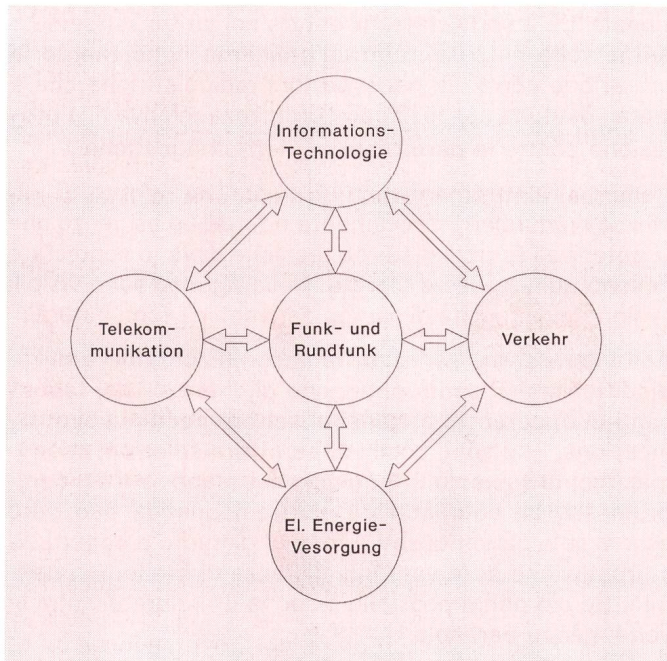 Informations-
Technologie
Telekom-
munikation
Funk- und
Rundfunk
Verkehr
El. Energie-
Vesorgung